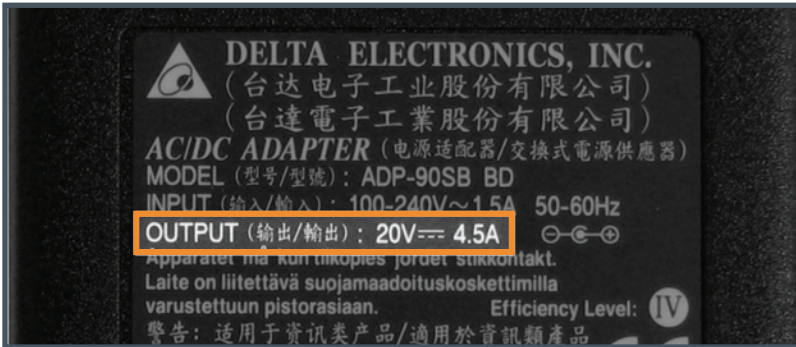 DELTA ELECTRONICS, INC.
(台达电子工业股份有限公司)
(台達電子工業股份有限公司)
AC/DC ADAPTER (电源适配器/交換式電源供應器)
MODEL (型号/型號): ADP-90SB BD
INPUT (输入/輸入): 100-240V~1.5A 50-60Hz
OUTPUT (输出/輸出): 20V⎓ 4.5A
Apparatet må kun tilkoples jordet stikkontakt.
Laite on liitettävä suojamaadoituskoskettimilla
varustettuun pistorasiaan. Efficiency Level: IV
警告: 适用于资讯类产品/適用於資訊類產品